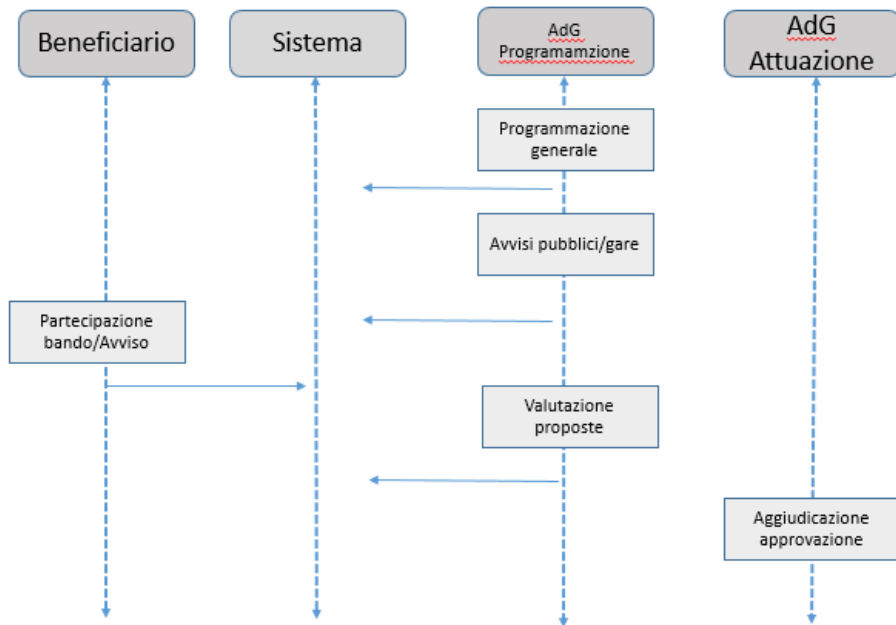 Beneficiario
Sistema
AdG
Programamzione
AdG
Attuazione
Programmazione
generale
Avvisi pubblici/gare
Partecipazione
bando/Avviso
Valutazione
proposte
Aggiudicazione
approvazione